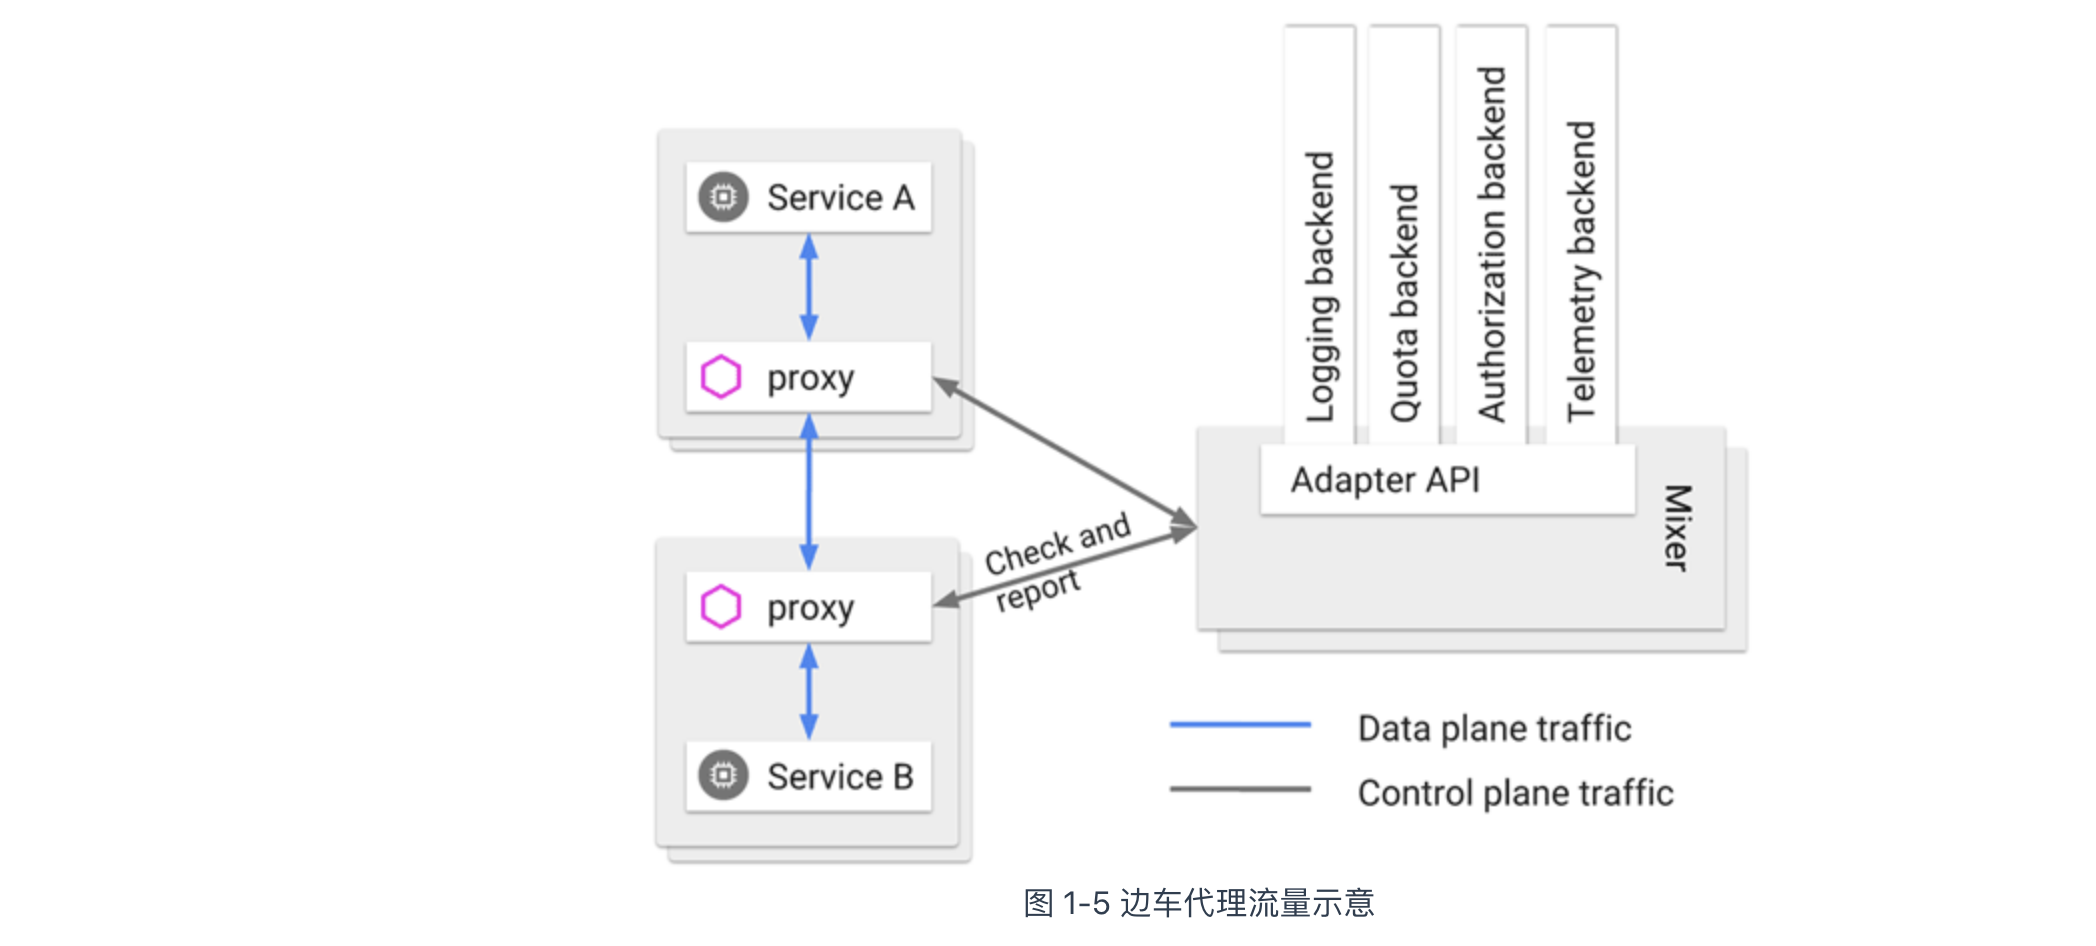 Service A
proxy
proxy
Service B
Check and
report
Logging backend
Quota backend
Authorization backend
Telemetry backend
Adapter API
Mixer
Data plane traffic
Control plane traffic
图 1-5 边车代理流量示意